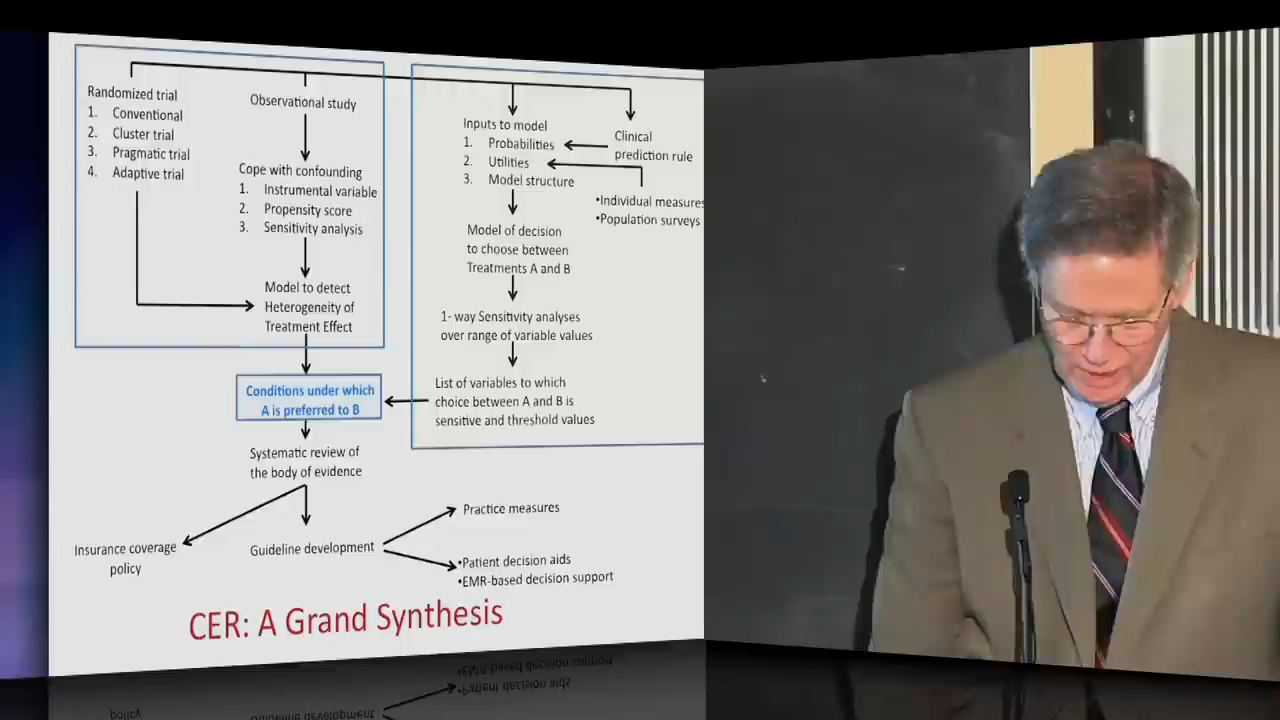 Randomized trial
1. Conventional
2. Cluster trial
3. Pragmatic trial
4. Adaptive trial
Observational study
Cope with confounding
1. Instrumental variable
2. Propensity score
3. Sensitivity analysis
Model to detect
Heterogeneity of
Treatment Effect
Inputs to model
1. Probabilities
2. Utilities
3. Model structure
Clinical
prediction rule
•Individual measures
•Population surveys
Model of decision
to choose between
Treatments A and B
1- way Sensitivity analyses
over range of variable values
List of variables to which
choice between A and B is
sensitive and threshold values
Conditions under which
A is preferred to B
Systematic review of
the body of evidence
Insurance coverage
policy
Guideline development
Practice measures
•Patient decision aids
•EMR-based decision support
CER: A Grand Synthesis